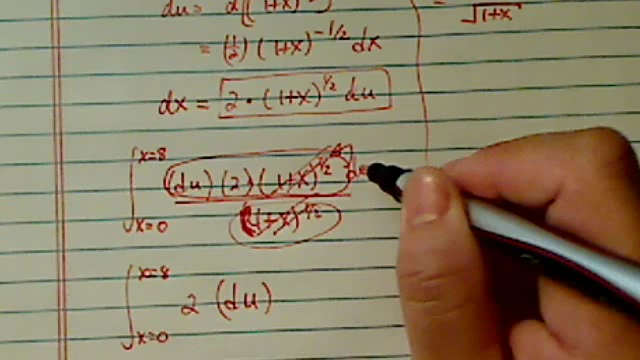 du = d((1+x)
= (1/2)(1+x)^-1/2 dx
dx = 2 · (1+x)^1/2 du
√1+x
∫ x=8 x=0 (du)(2)(1+x)^1/2
(1+x)^1/2
∫ x=8 x=0 2 (du)